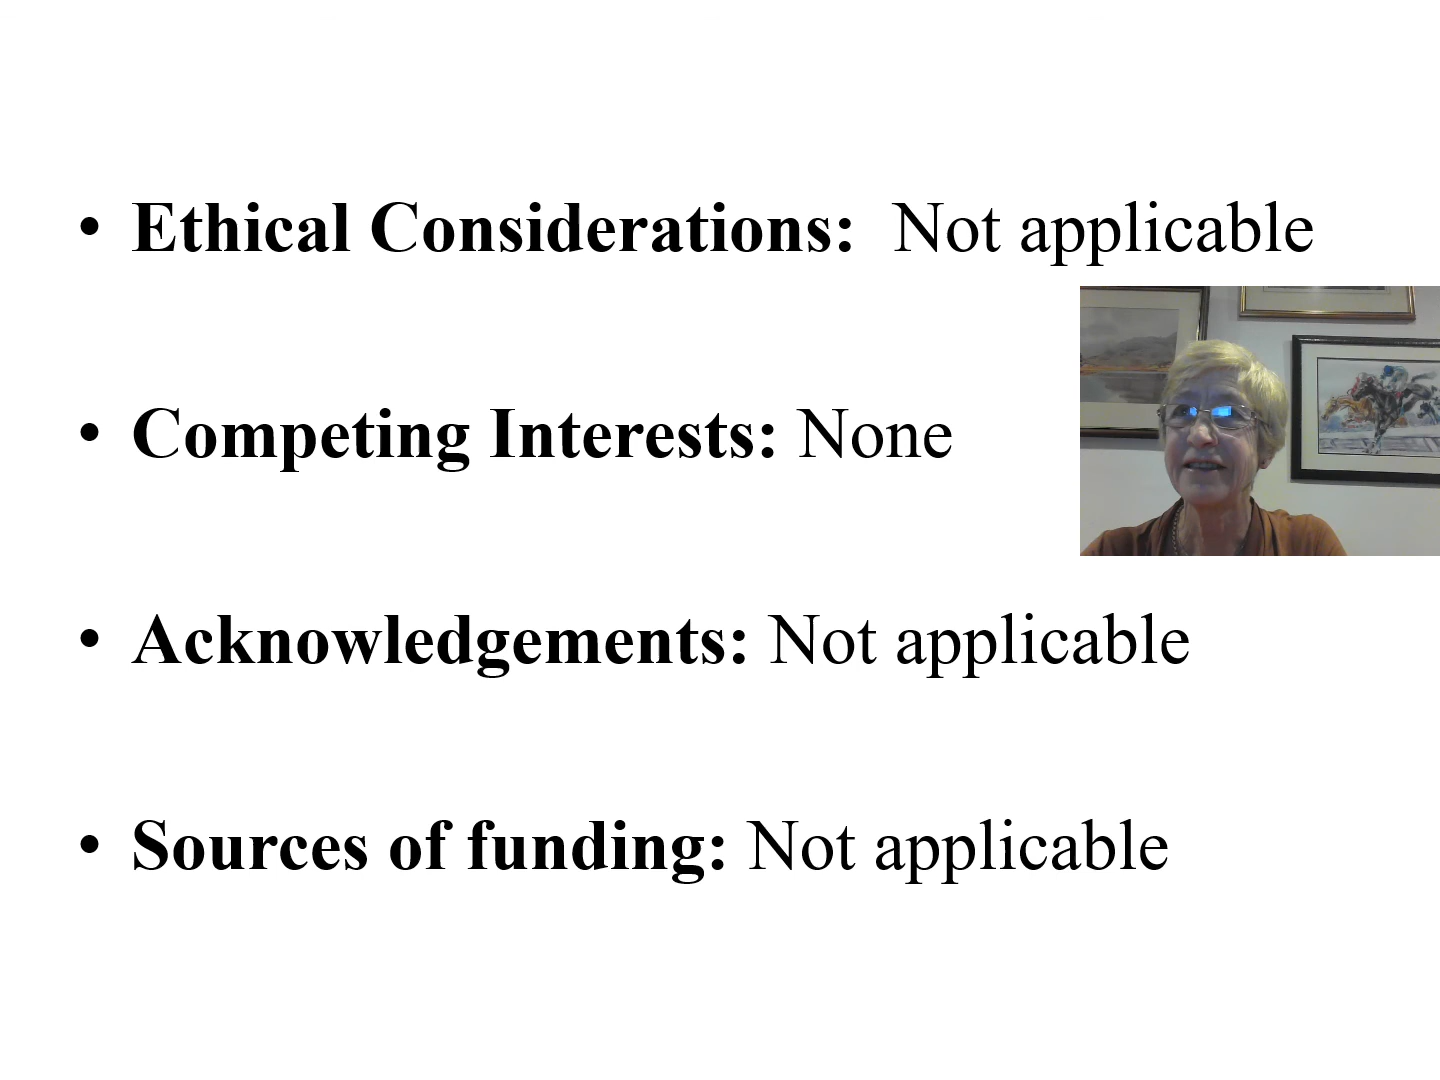 • Ethical Considerations:  Not applicable
• Competing Interests: None
• Acknowledgements: Not applicable
• Sources of funding: Not applicable